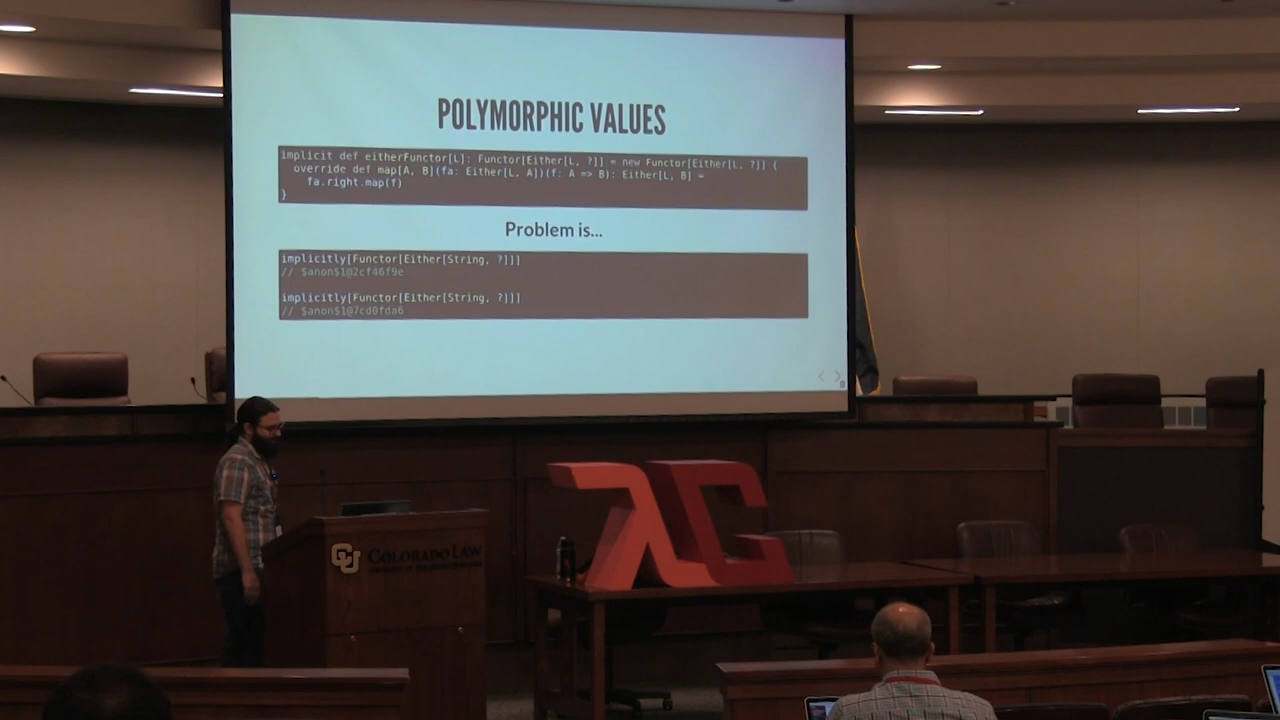 POLYMORPHIC VALUES
implicit def eitherFunctor[L]: Functor[Either[L, ?]] = new Functor[Either[L, ?]] {
override def map[A, B](fa: Either[L, A])(f: A => B): Either[L, B] =
fa.right.map(f)
}
Problem is...
implicitly[Functor[Either[String, ?]]]
// $anon$1@2cf46f9e
implicitly[Functor[Either[String, ?]]]
// $anon$1@7cd0fda6
CU
COLORADO LAW